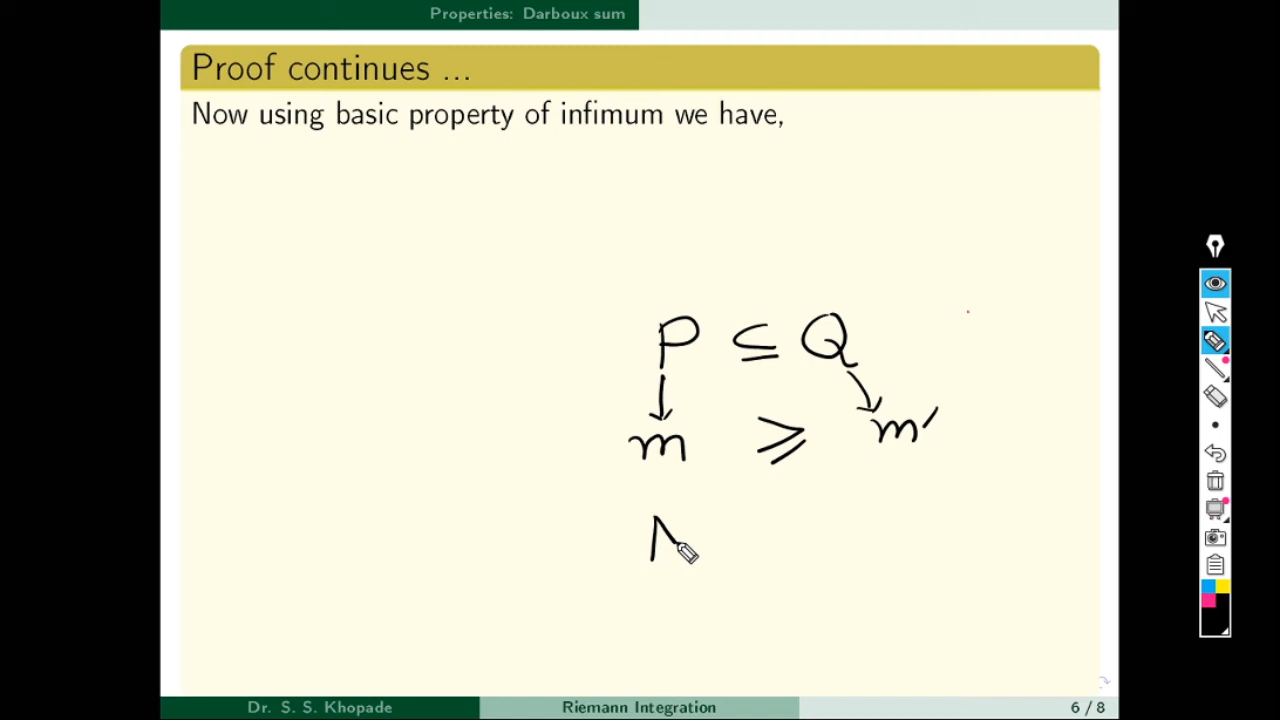 Properties: Darboux sum
Proof continues ...
Now using basic property of infimum we have,
P ⊆ Q
m ⩾ m′
Dr. S. S. Khopade
Riemann Integration
6 / 8